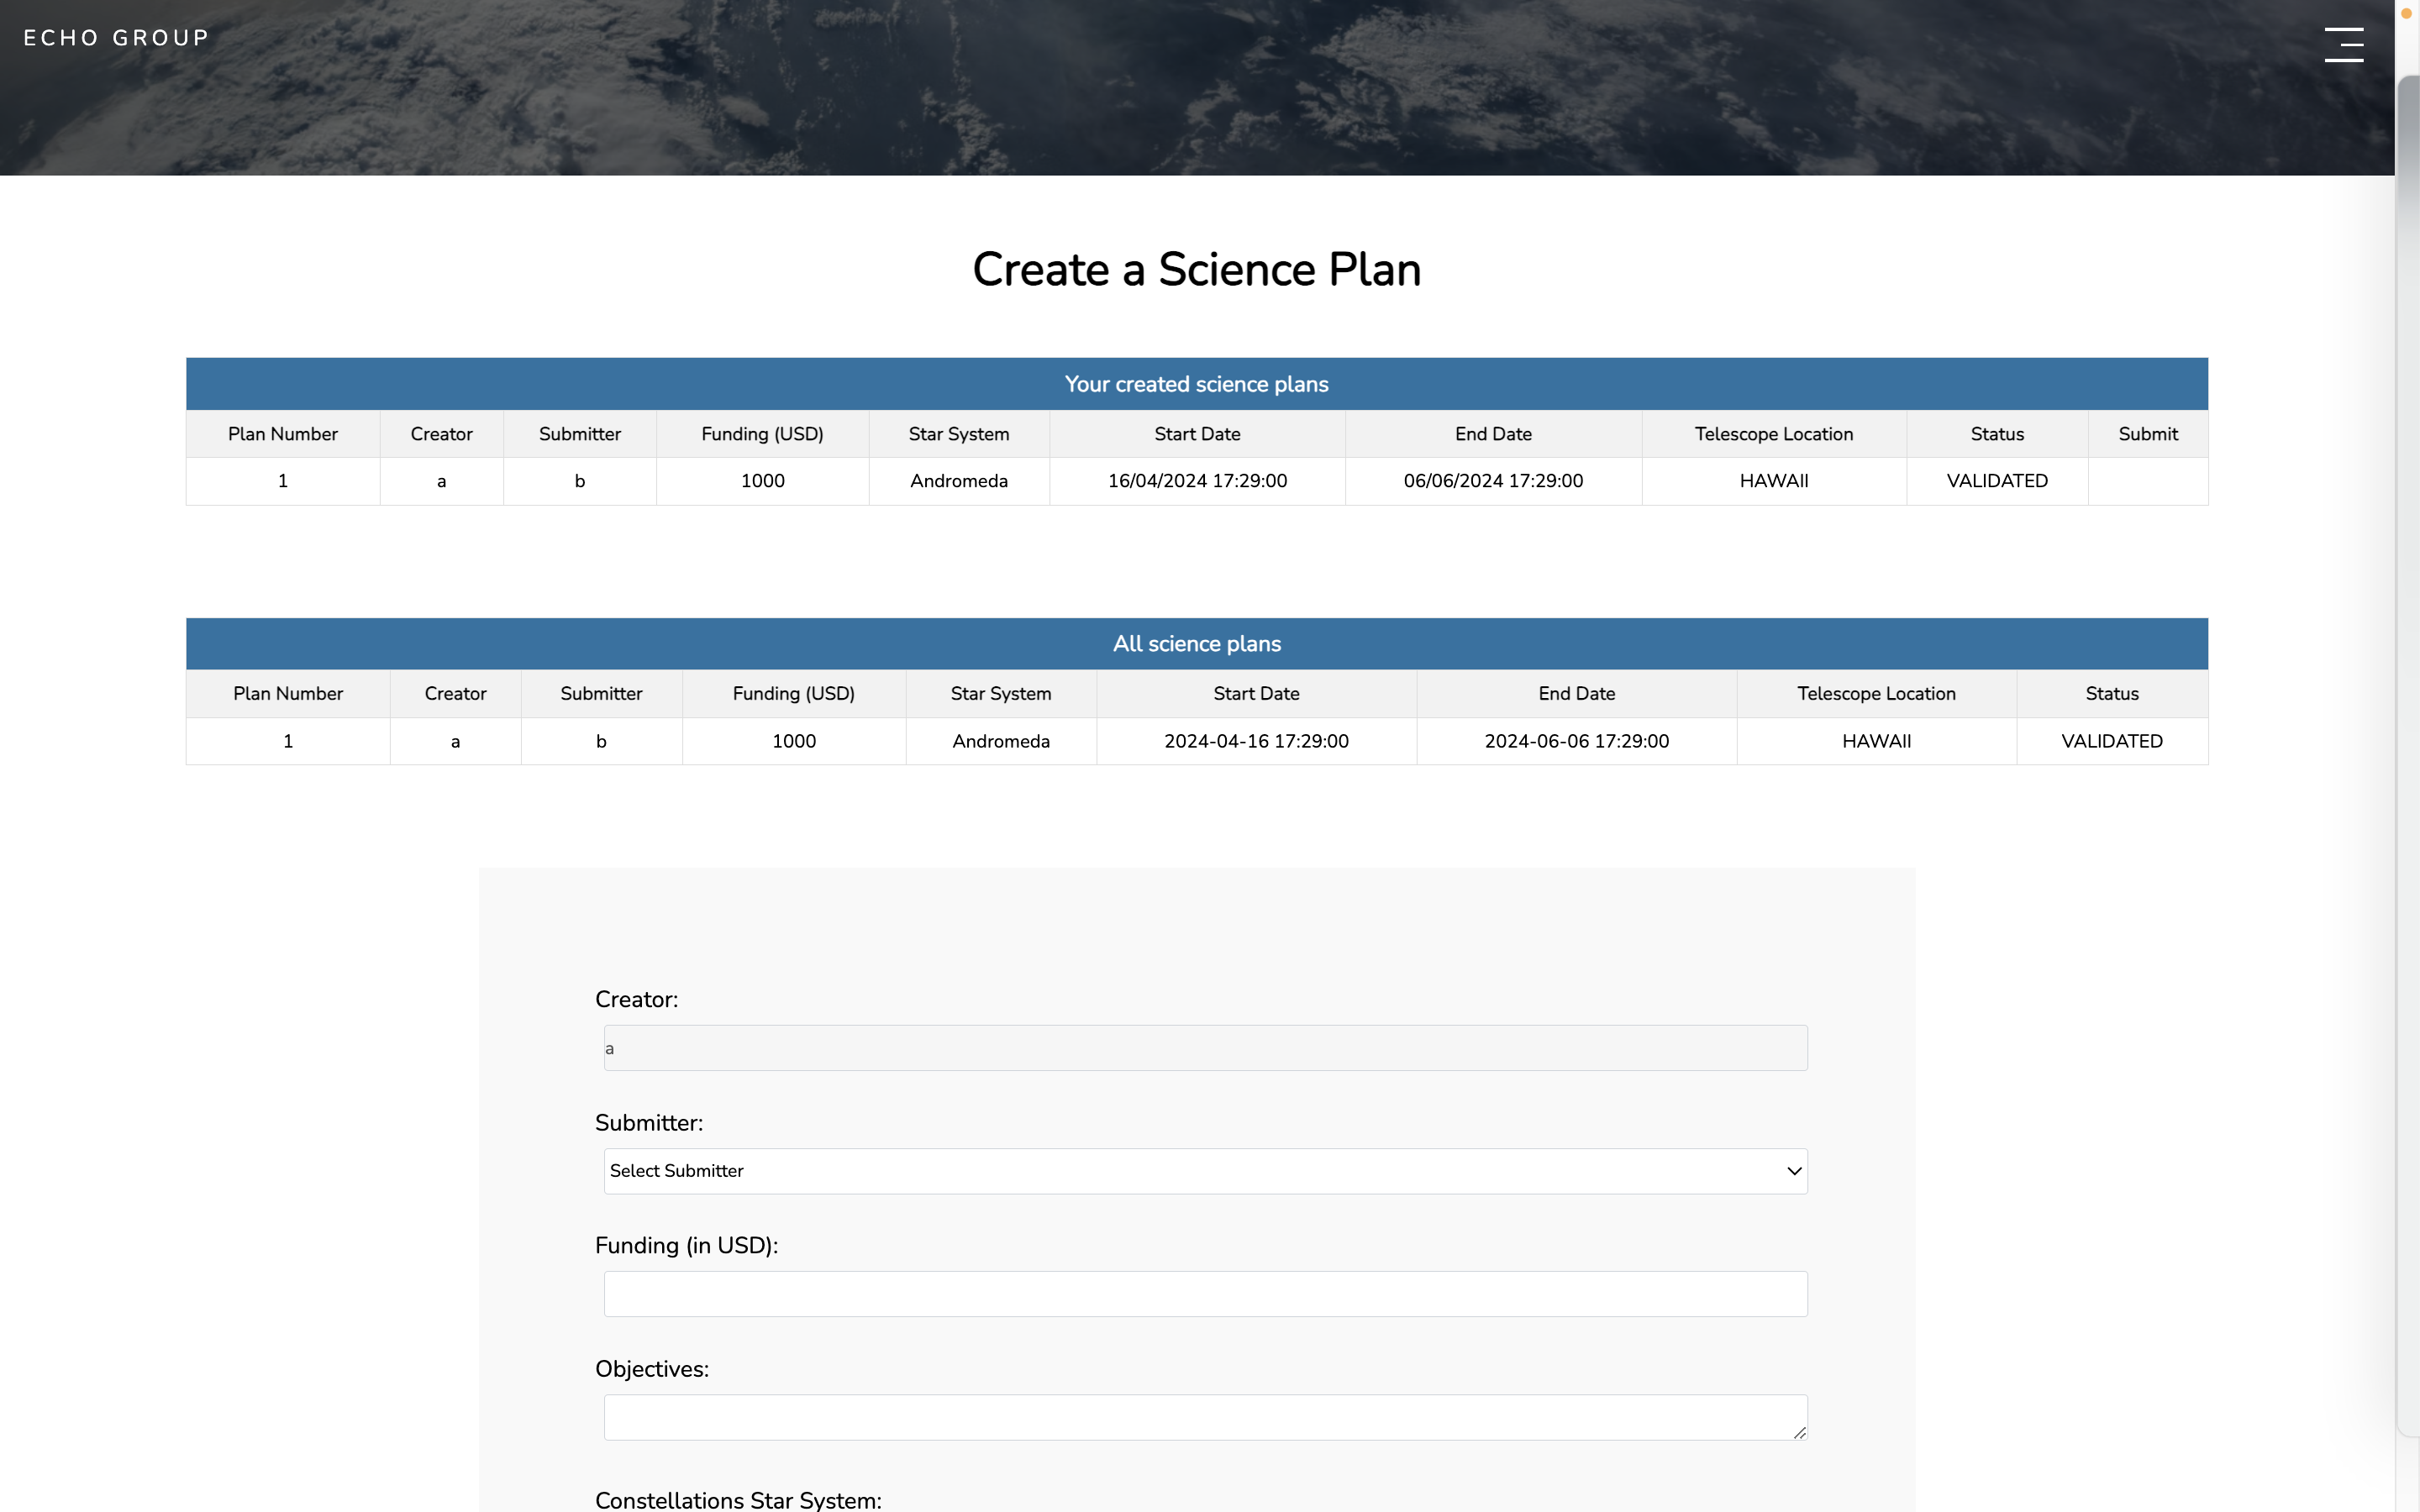 ECHO GROUP
Create a Science Plan
Your created science plans
Plan Number Creator Submitter Funding (USD) Star System Start Date End Date Telescope Location Status Submit
1 a b 1000 Andromeda 16/04/2024 17:29:00 06/06/2024 17:29:00 HAWAII VALIDATED
All science plans
Plan Number Creator Submitter Funding (USD) Star System Start Date End Date Telescope Location Status
1 a b 1000 Andromeda 2024-04-16 17:29:00 2024-06-06 17:29:00 HAWAII VALIDATED
Creator:
a
Submitter:
Select Submitter
Funding (in USD):
Objectives:
Constellations Star System: